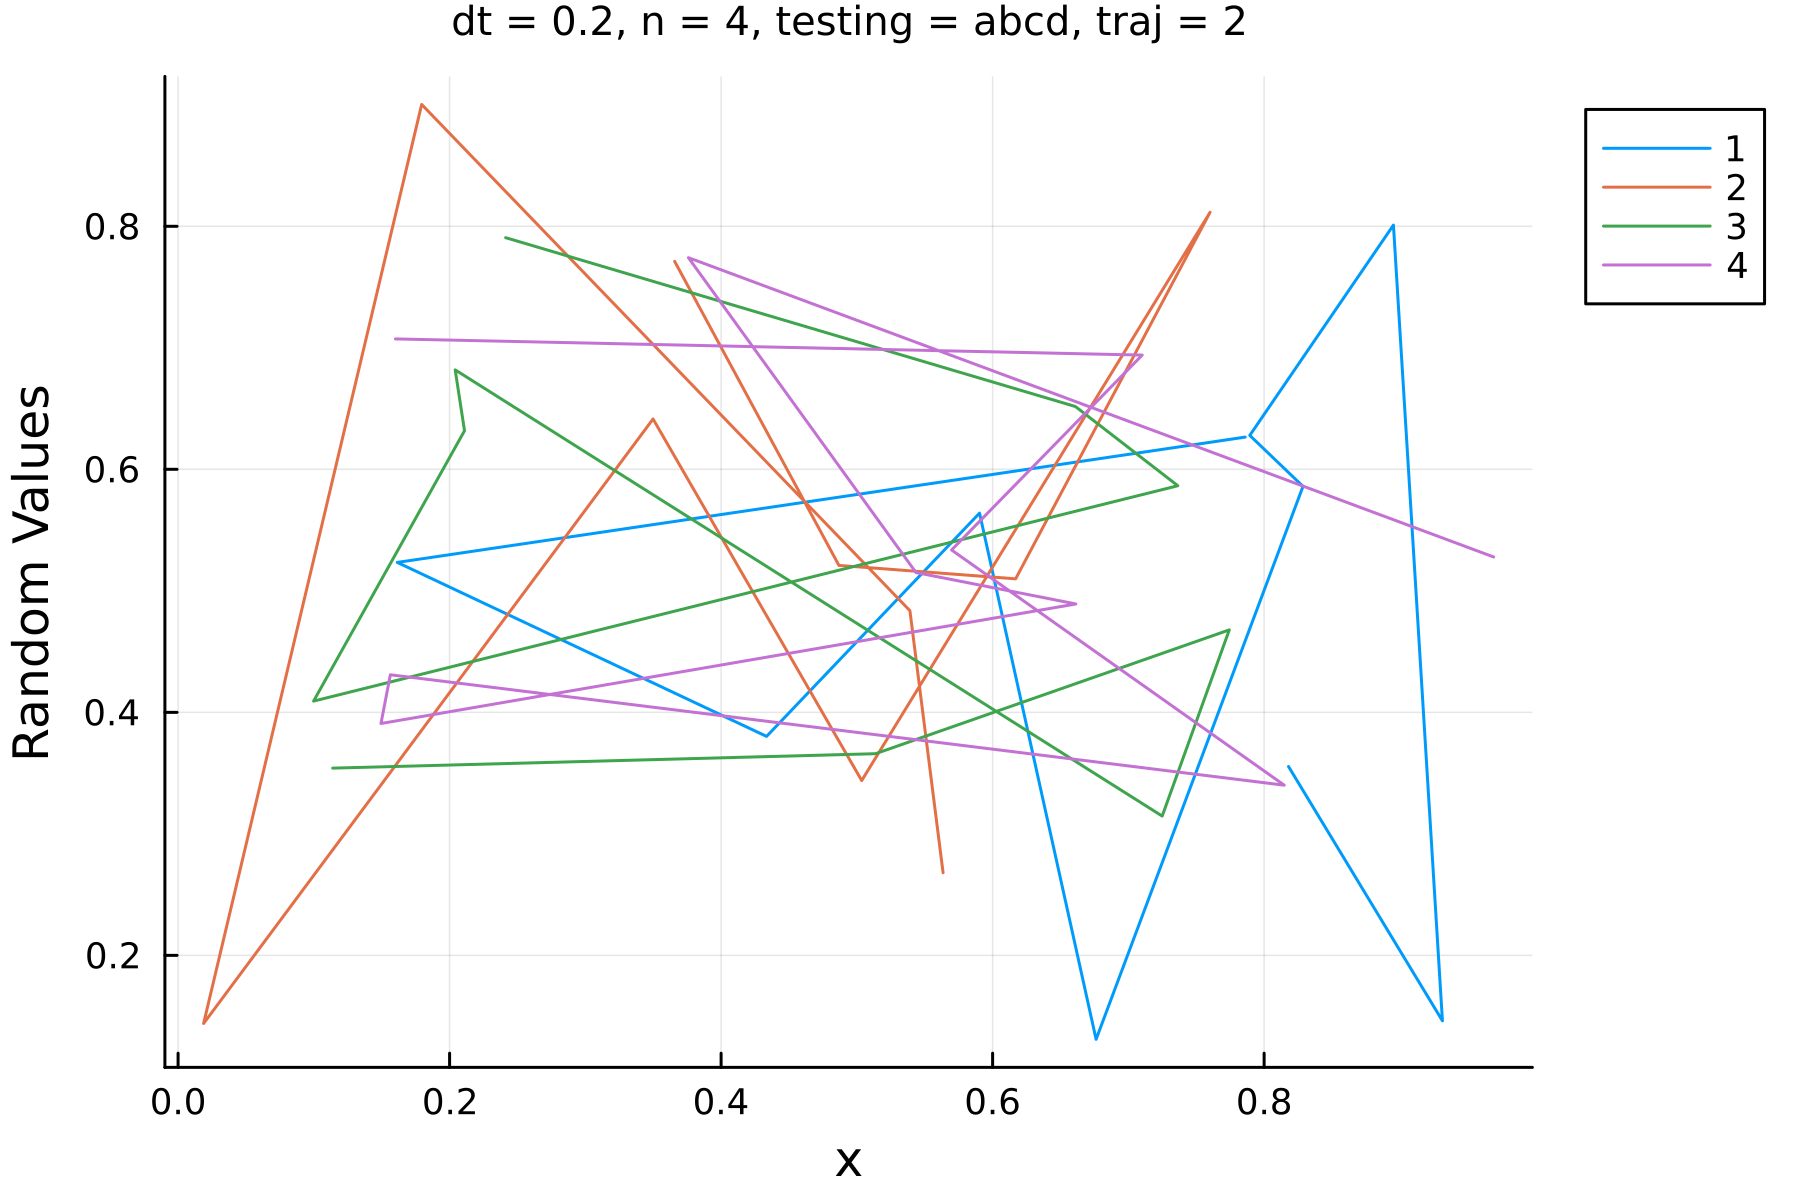 dt = 0.2, n = 4, testing = abcd, traj = 2
1
2
3
4
Random Values
0.8
0.6
0.4
0.2
0.0 0.2 0.4 0.6 0.8
x